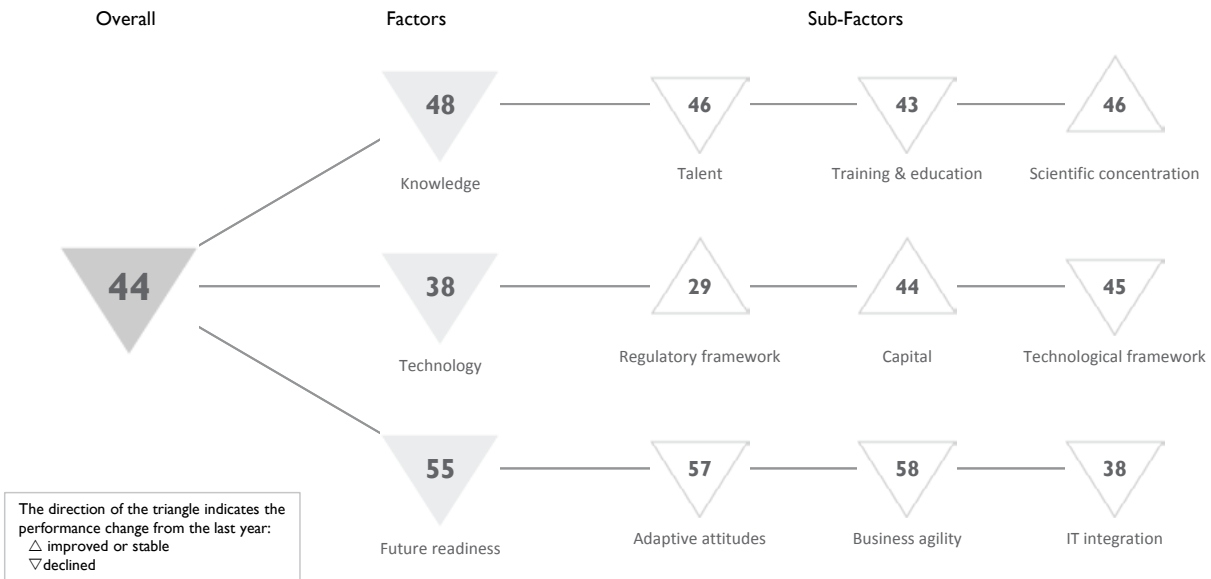 Overall Factors Sub-Factors
48 46 43 46
Knowledge Talent Training & education Scientific concentration
44 38 29 44 45
Technology Regulatory framework Capital Technological framework
55 57 58 38
Future readiness Adaptive attitudes Business agility IT integration
The direction of the triangle indicates the
performance change from the last year:
△ improved or stable
▽declined